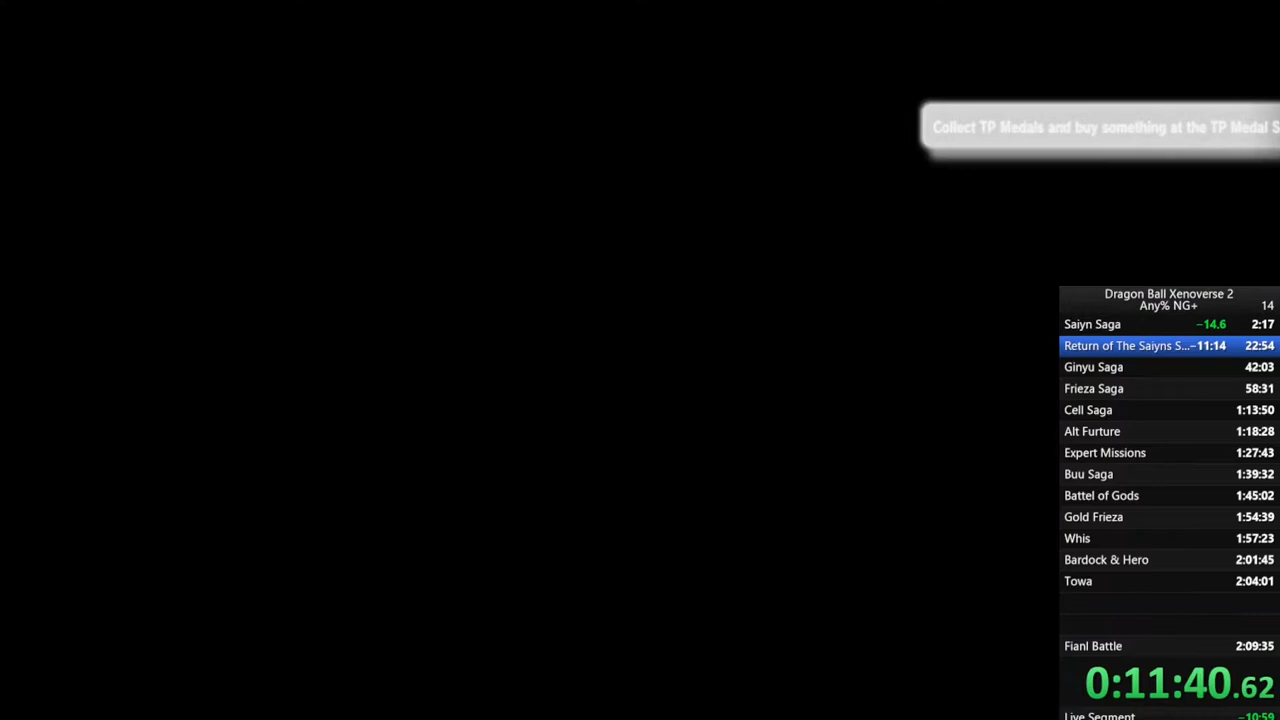 Collect TP Medals and buy something at the TP Medal S
Dragon Ball Xenoverse 2
Any% NG+ 14
Saiyn Saga -14.6 2:17
Return of The Saiyns S... -11:14 22:54
Ginyu Saga 42:03
Frieza Saga 58:31
Cell Saga 1:13:50
Alt Furture 1:18:28
Expert Missions 1:27:43
Buu Saga 1:39:32
Battel of Gods 1:45:02
Gold Frieza 1:54:39
Whis 1:57:23
Bardock & Hero 2:01:45
Towa 2:04:01
Fianl Battle 2:09:35
0:11:40.62
Live Segment -10:59